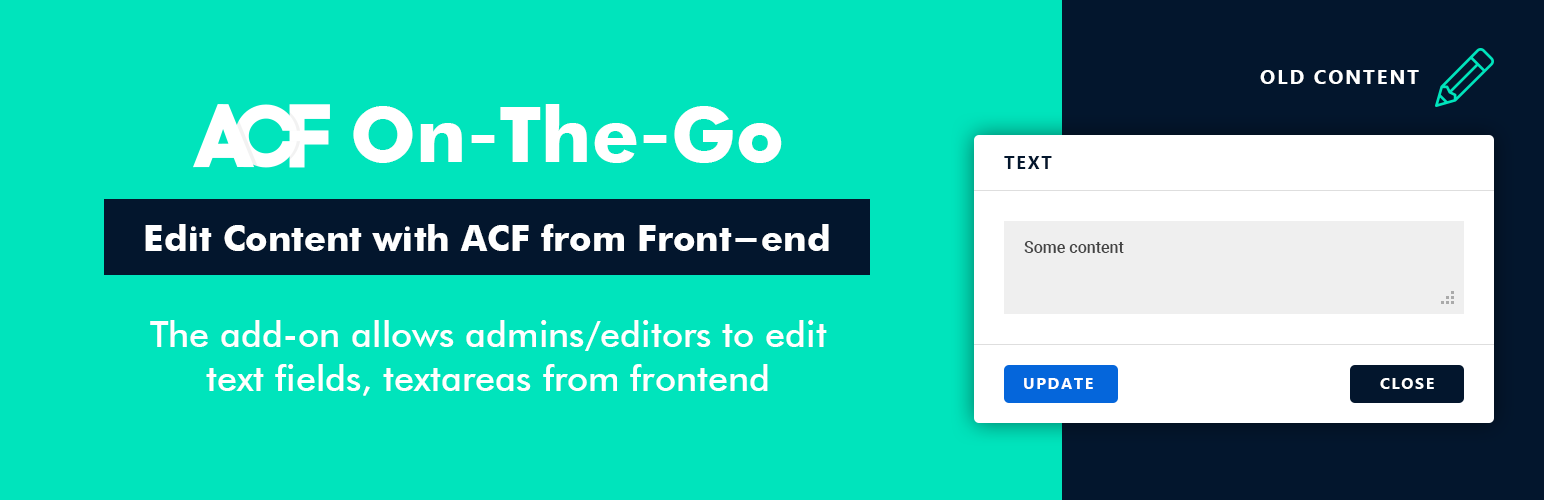 ACF On-The-Go
Edit Content with ACF from Front–end
The add-on allows admins/editors to edit
text fields, textareas from frontend
OLD CONTENT
TEXT
Some content
UPDATE
CLOSE